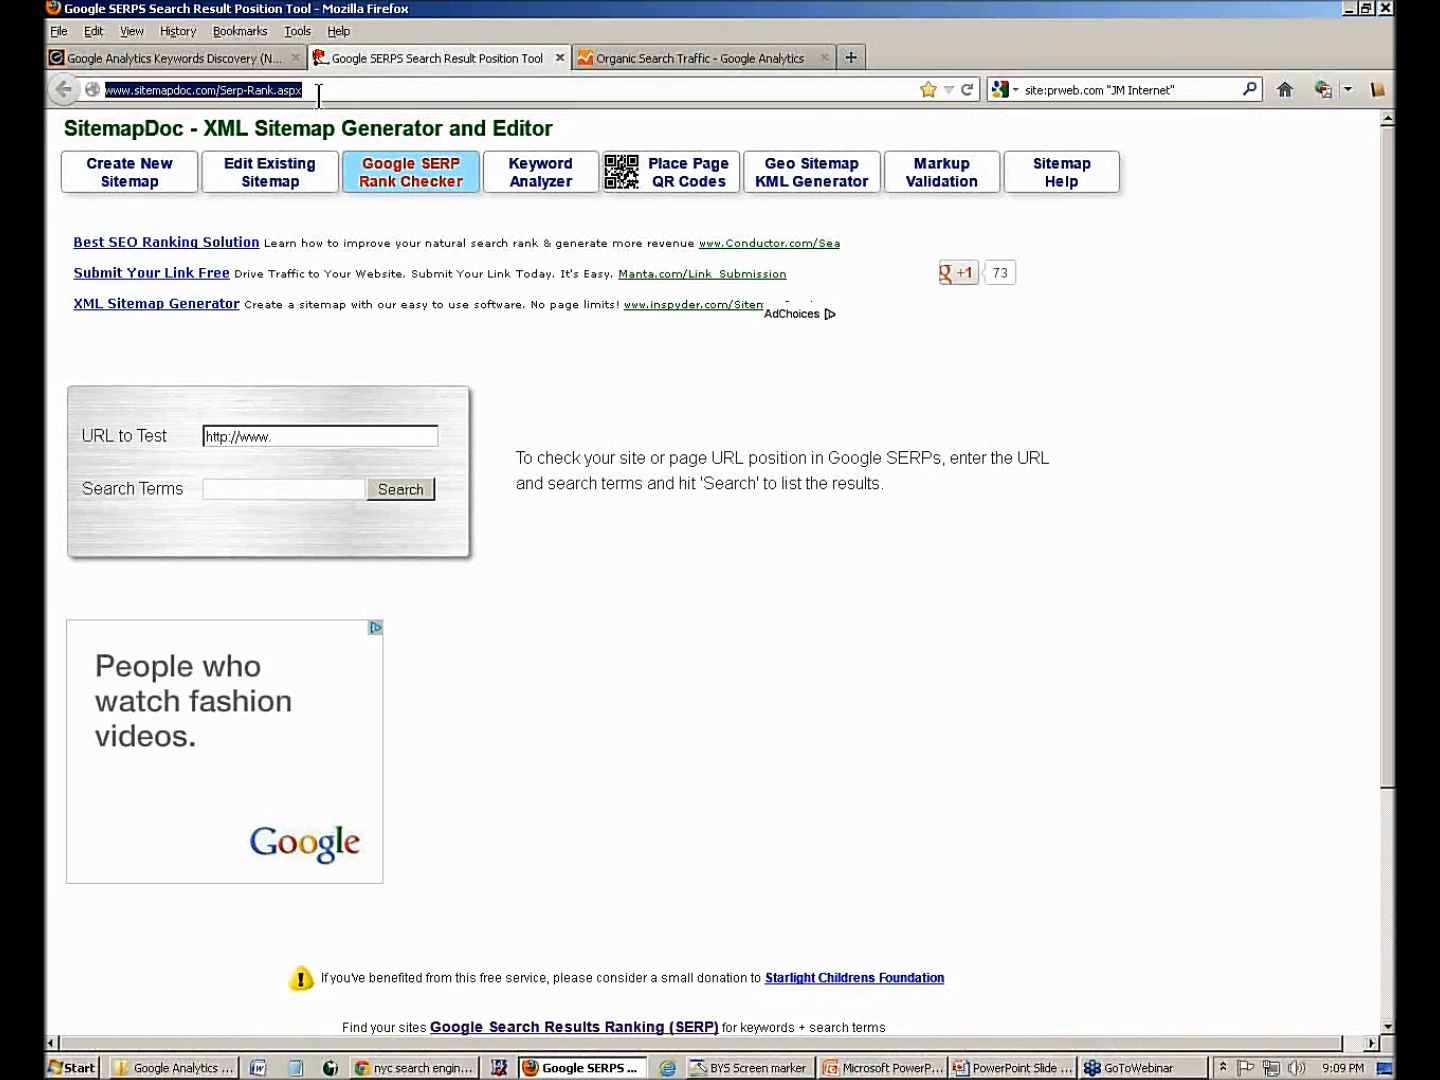 Google SERPS Search Result Position Tool - Mozilla Firefox
File Edit View History Bookmarks Tools Help
Google Analytics Keywords Discovery (N...
Google SERPS Search Result Position Tool
Organic Search Traffic - Google Analytics
www.sitemapdoc.com/Serp-Rank.aspx
site:prweb.com "JM Internet"
SitemapDoc - XML Sitemap Generator and Editor
Create New Sitemap
Edit Existing Sitemap
Google SERP Rank Checker
Keyword Analyzer
Place Page QR Codes
Geo Sitemap KML Generator
Markup Validation
Sitemap Help
Best SEO Ranking Solution Learn how to improve your natural search rank & generate more revenue www.Conductor.com/Sea
Submit Your Link Free Drive Traffic to Your Website. Submit Your Link Today. It's Easy. Manta.com/Link_Submission
g +1 73
XML Sitemap Generator Create a sitemap with our easy to use software. No page limits! www.inspyder.com/Sitem
AdChoices
URL to Test http://www.
To check your site or page URL position in Google SERPs, enter the URL
and search terms and hit 'Search' to list the results.
Search Terms Search
People who
watch fashion
videos.
Google
If you've benefited from this free service, please consider a small donation to Starlight Childrens Foundation
Find your sites Google Search Results Ranking (SERP) for keywords + search terms
Start Google Analytics ... nyc search engin... Google SERPS ... BYS Screen marker Microsoft PowerP... PowerPoint Slide ... GoToWebinar 9:09 PM